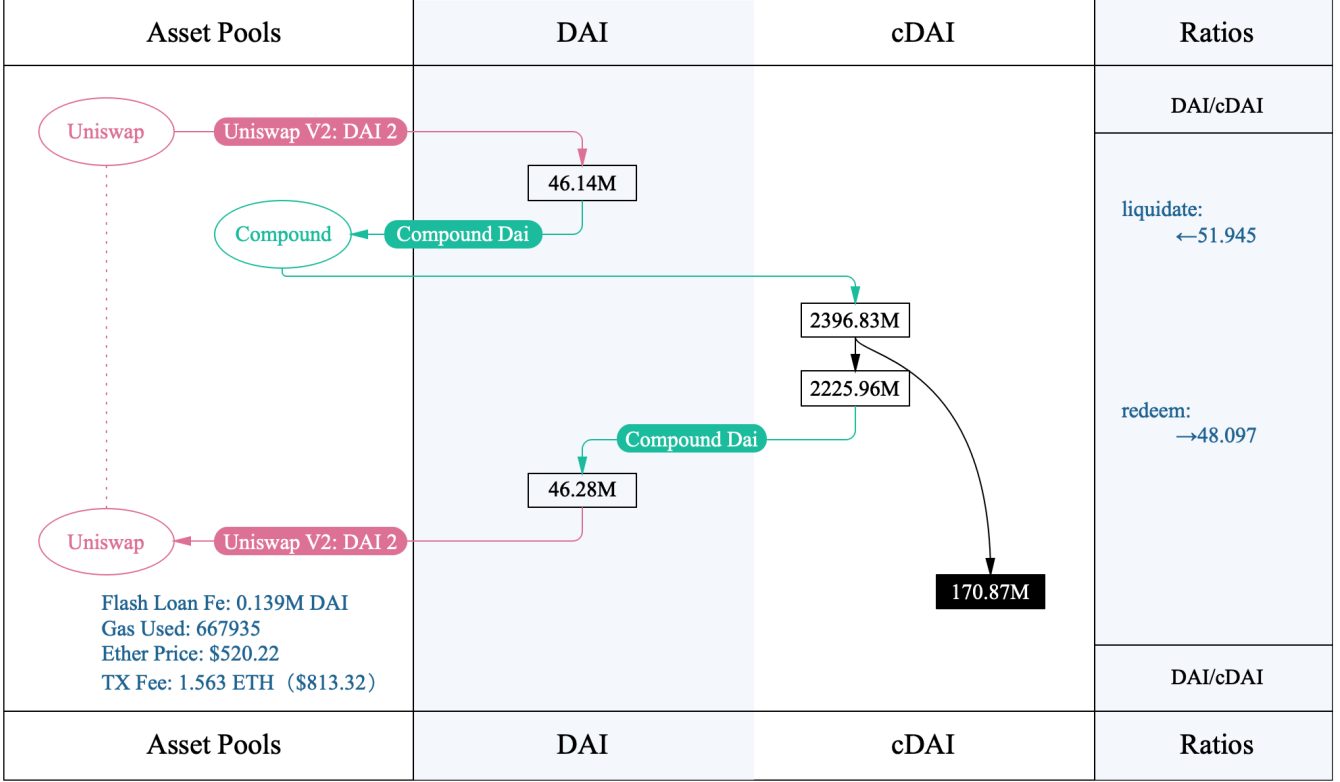 Asset Pools
DAI
cDAI
Ratios
DAI/cDAI
Uniswap
Uniswap V2: DAI 2
46.14M
liquidate:
←51.945
Compound
Compound Dai
2396.83M
2225.96M
redeem:
→48.097
Compound Dai
46.28M
Uniswap
Uniswap V2: DAI 2
170.87M
Flash Loan Fe: 0.139M DAI
Gas Used: 667935
Ether Price: $520.22
TX Fee: 1.563 ETH（$813.32）
DAI/cDAI
Asset Pools
DAI
cDAI
Ratios